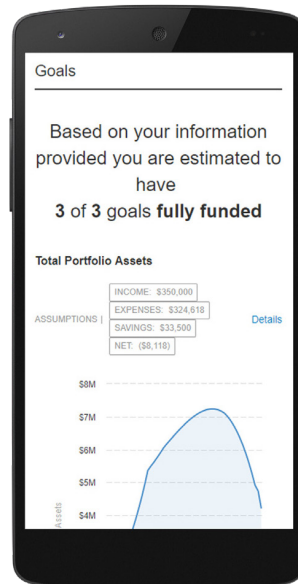 Goals
Based on your information
provided you are estimated to
have
3 of 3 goals fully funded
Total Portfolio Assets
ASSUMPTIONS |
INCOME: $350,000
EXPENSES: $324,618
SAVINGS: $33,500
NET: ($8,118)
Details
$8M
$7M
$6M
$5M
$4M
Assets